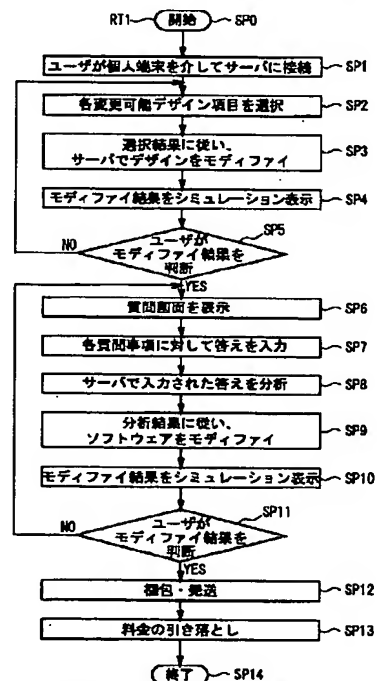 RT1 開始 SP0
ユーザが個人端末を介してサーバに接続 SP1
各変更可能デザイン項目を選択 SP2
選択結果に従い、
サーバでデザインをモディファイ SP3
モディファイ結果をシミュレーション表示 SP4
SP5
NO ユーザが
モディファイ結果を
判断
YES
質問画面を表示 SP6
各質問事項に対して答えを入力 SP7
サーバで入力された答えを分析 SP8
分析結果に従い、
ソフトウェアをモディファイ SP9
モディファイ結果をシミュレーション表示 SP10
SP11
NO ユーザが
モディファイ結果を
判断
YES
梱包・発送 SP12
料金の引き落とし SP13
終了 SP14